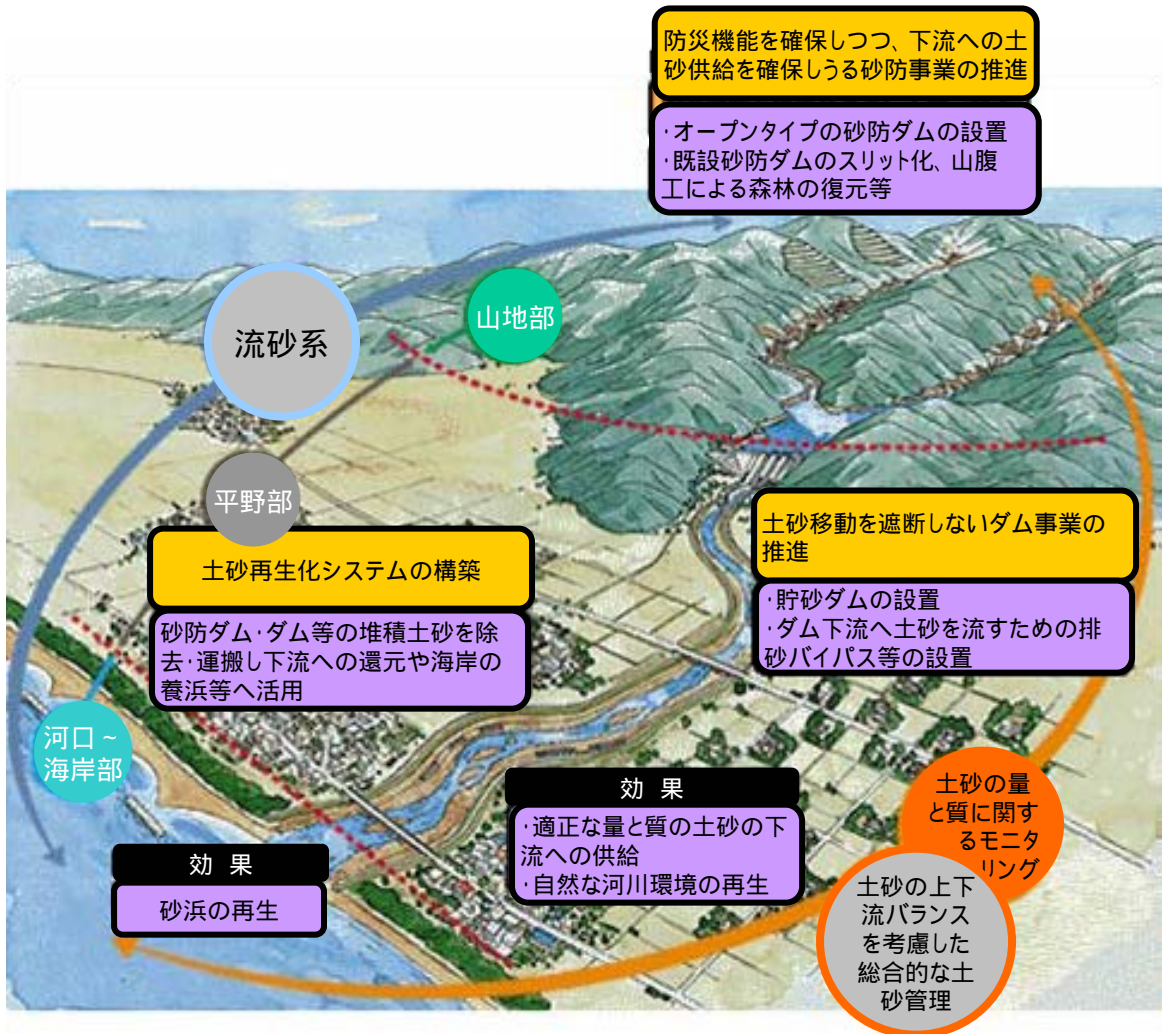 防災機能を確保しつつ、下流への土
砂供給を確保しうる砂防事業の推進
･オープンタイプの砂防ダムの設置
･既設砂防ダムのスリット化、山腹
工による森林の復元等
流砂系
山地部
平野部
土砂再生化システムの構築
砂防ダム･ダム等の堆積土砂を除
去･運搬し下流への還元や海岸の
養浜等へ活用
土砂移動を遮断しないダム事業の
推進
･貯砂ダムの設置
･ダム下流へ土砂を流すための排
砂バイパス等の設置
河口~
海岸部
効 果
･適正な量と質の土砂の下
流への供給
･自然な河川環境の再生
効 果
砂浜の再生
土砂の量
と質に関す
るモニタ
リング
土砂の上下
流バランス
を考慮した
総合的な土
砂管理